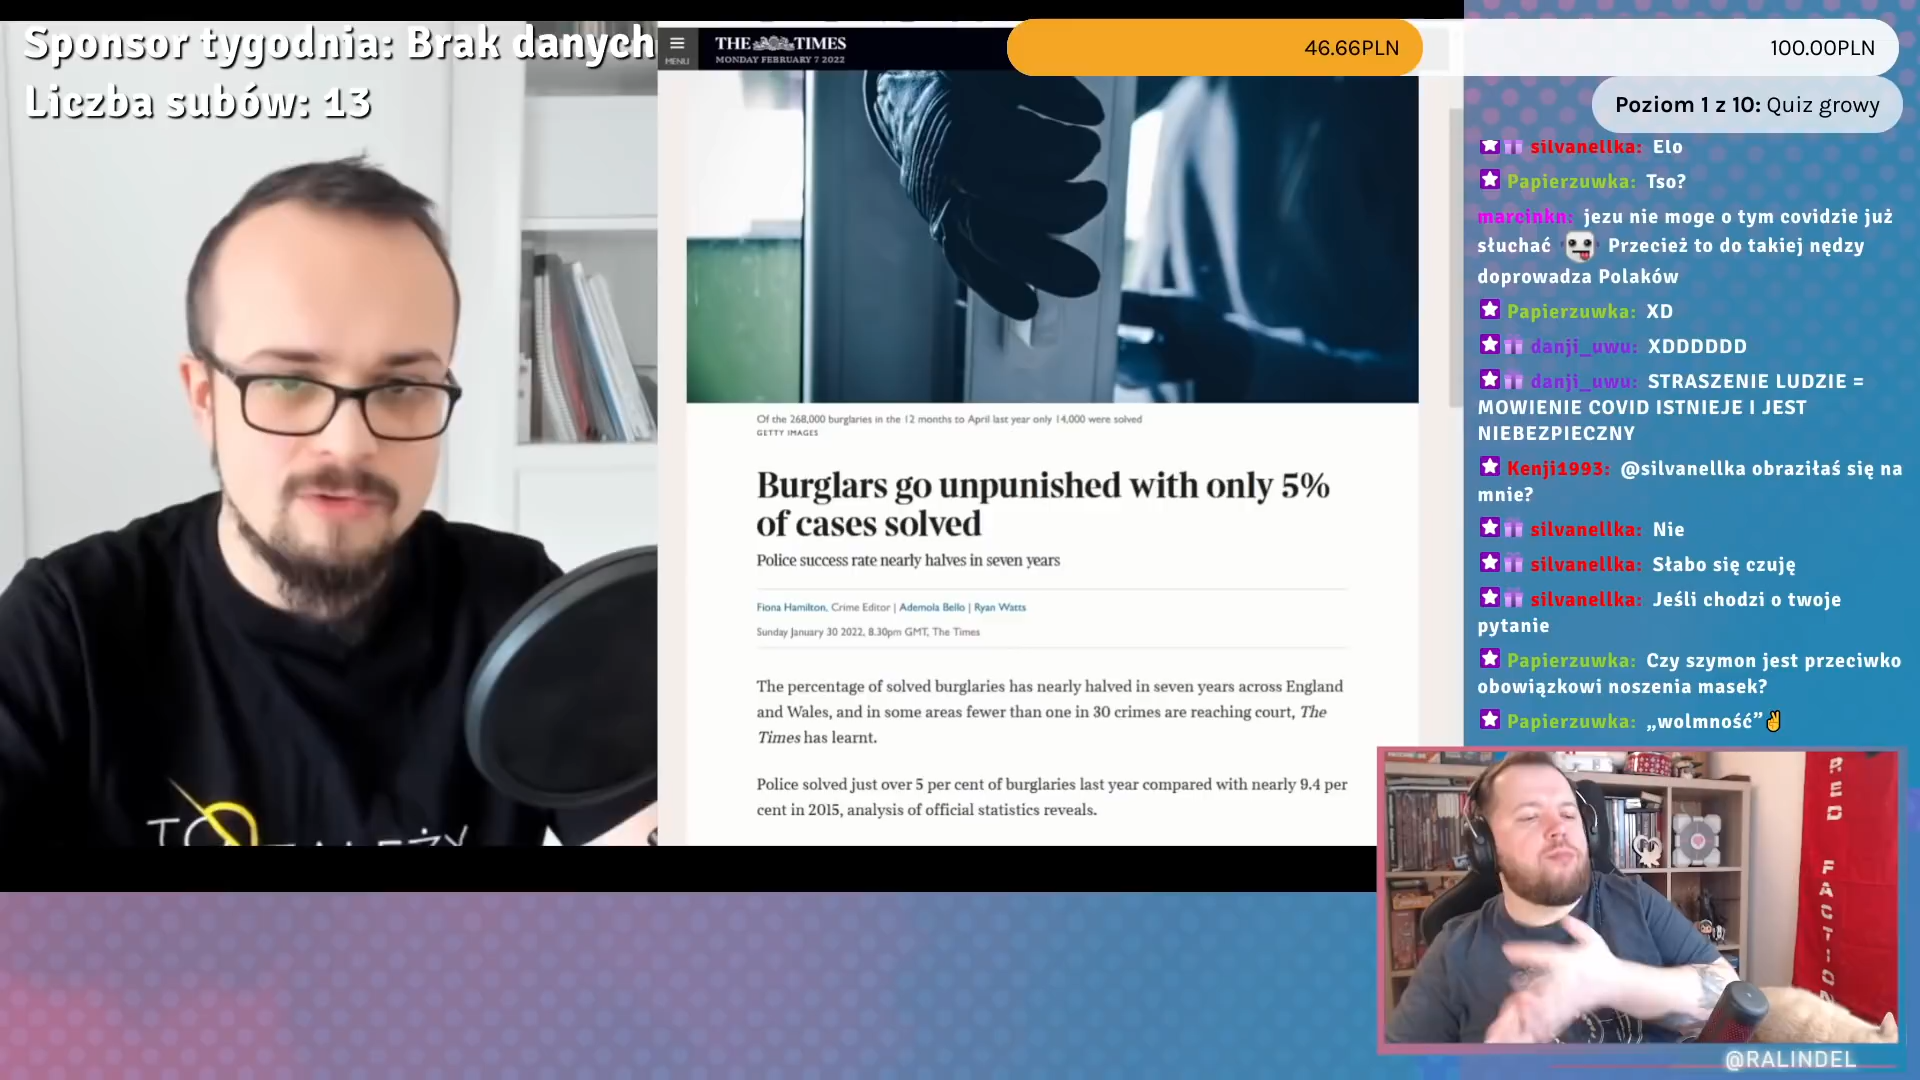 Sponsor tygodnia: Brak danych
Liczba subów: 13
MENU
THE TIMES
MONDAY FEBRUARY 7 2022
46.66PLN
100.00PLN
Poziom 1 z 10: Quiz growy
Of the 268,000 burglaries in the 12 months to April last year only 14,000 were solved
GETTY IMAGES
Burglars go unpunished with only 5%
of cases solved
Police success rate nearly halves in seven years
Fiona Hamilton, Crime Editor | Ademola Bello | Ryan Watts
Sunday January 30 2022, 8.30pm GMT, The Times
The percentage of solved burglaries has nearly halved in seven years across England
and Wales, and in some areas fewer than one in 30 crimes are reaching court, The
Times has learnt.
Police solved just over 5 per cent of burglaries last year compared with nearly 9.4 per
cent in 2015, analysis of official statistics reveals.
silvanellka: Elo
Papierzuwka: Tso?
marcinkn: jezu nie moge o tym covidzie już
słuchać Przecież to do takiej nędzy
doprowadza Polaków
Papierzuwka: XD
danji_uwu: XDDDDDD
danji_uwu: STRASZENIE LUDZIE =
MOWIENIE COVID ISTNIEJE I JEST
NIEBEZPIECZNY
Kenji1993: @silvanellka obraziłaś się na
mnie?
silvanellka: Nie
silvanellka: Słabo się czuję
silvanellka: Jeśli chodzi o twoje
pytanie
Papierzuwka: Czy szymon jest przeciwko
obowiązkowi noszenia masek?
Papierzuwka: „wolmność”✌
RED FACTION
@RALINDEL